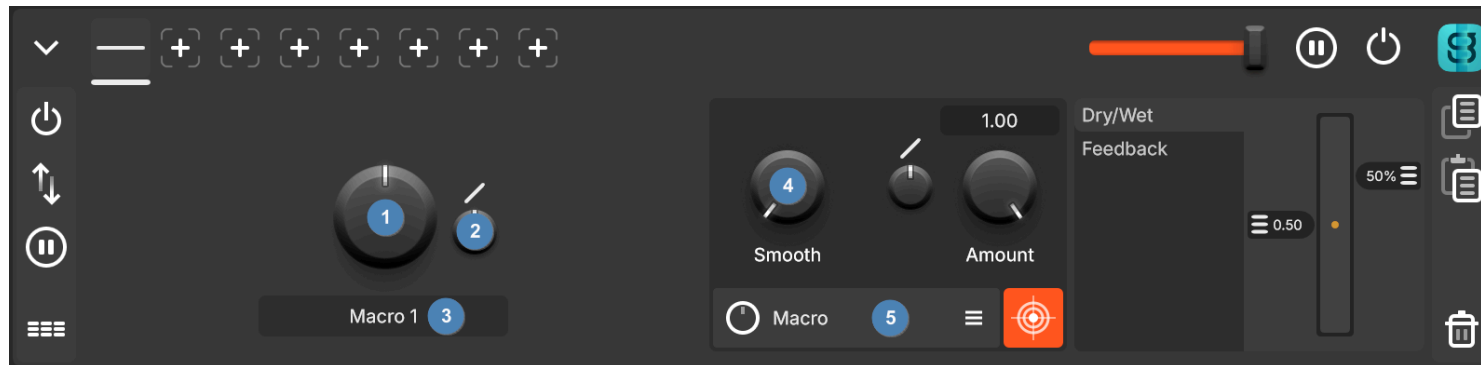 1.00
Dry/Wet
Feedback
50%
0.50
1
2
4
Smooth
Amount
Macro 1 3
Macro 5